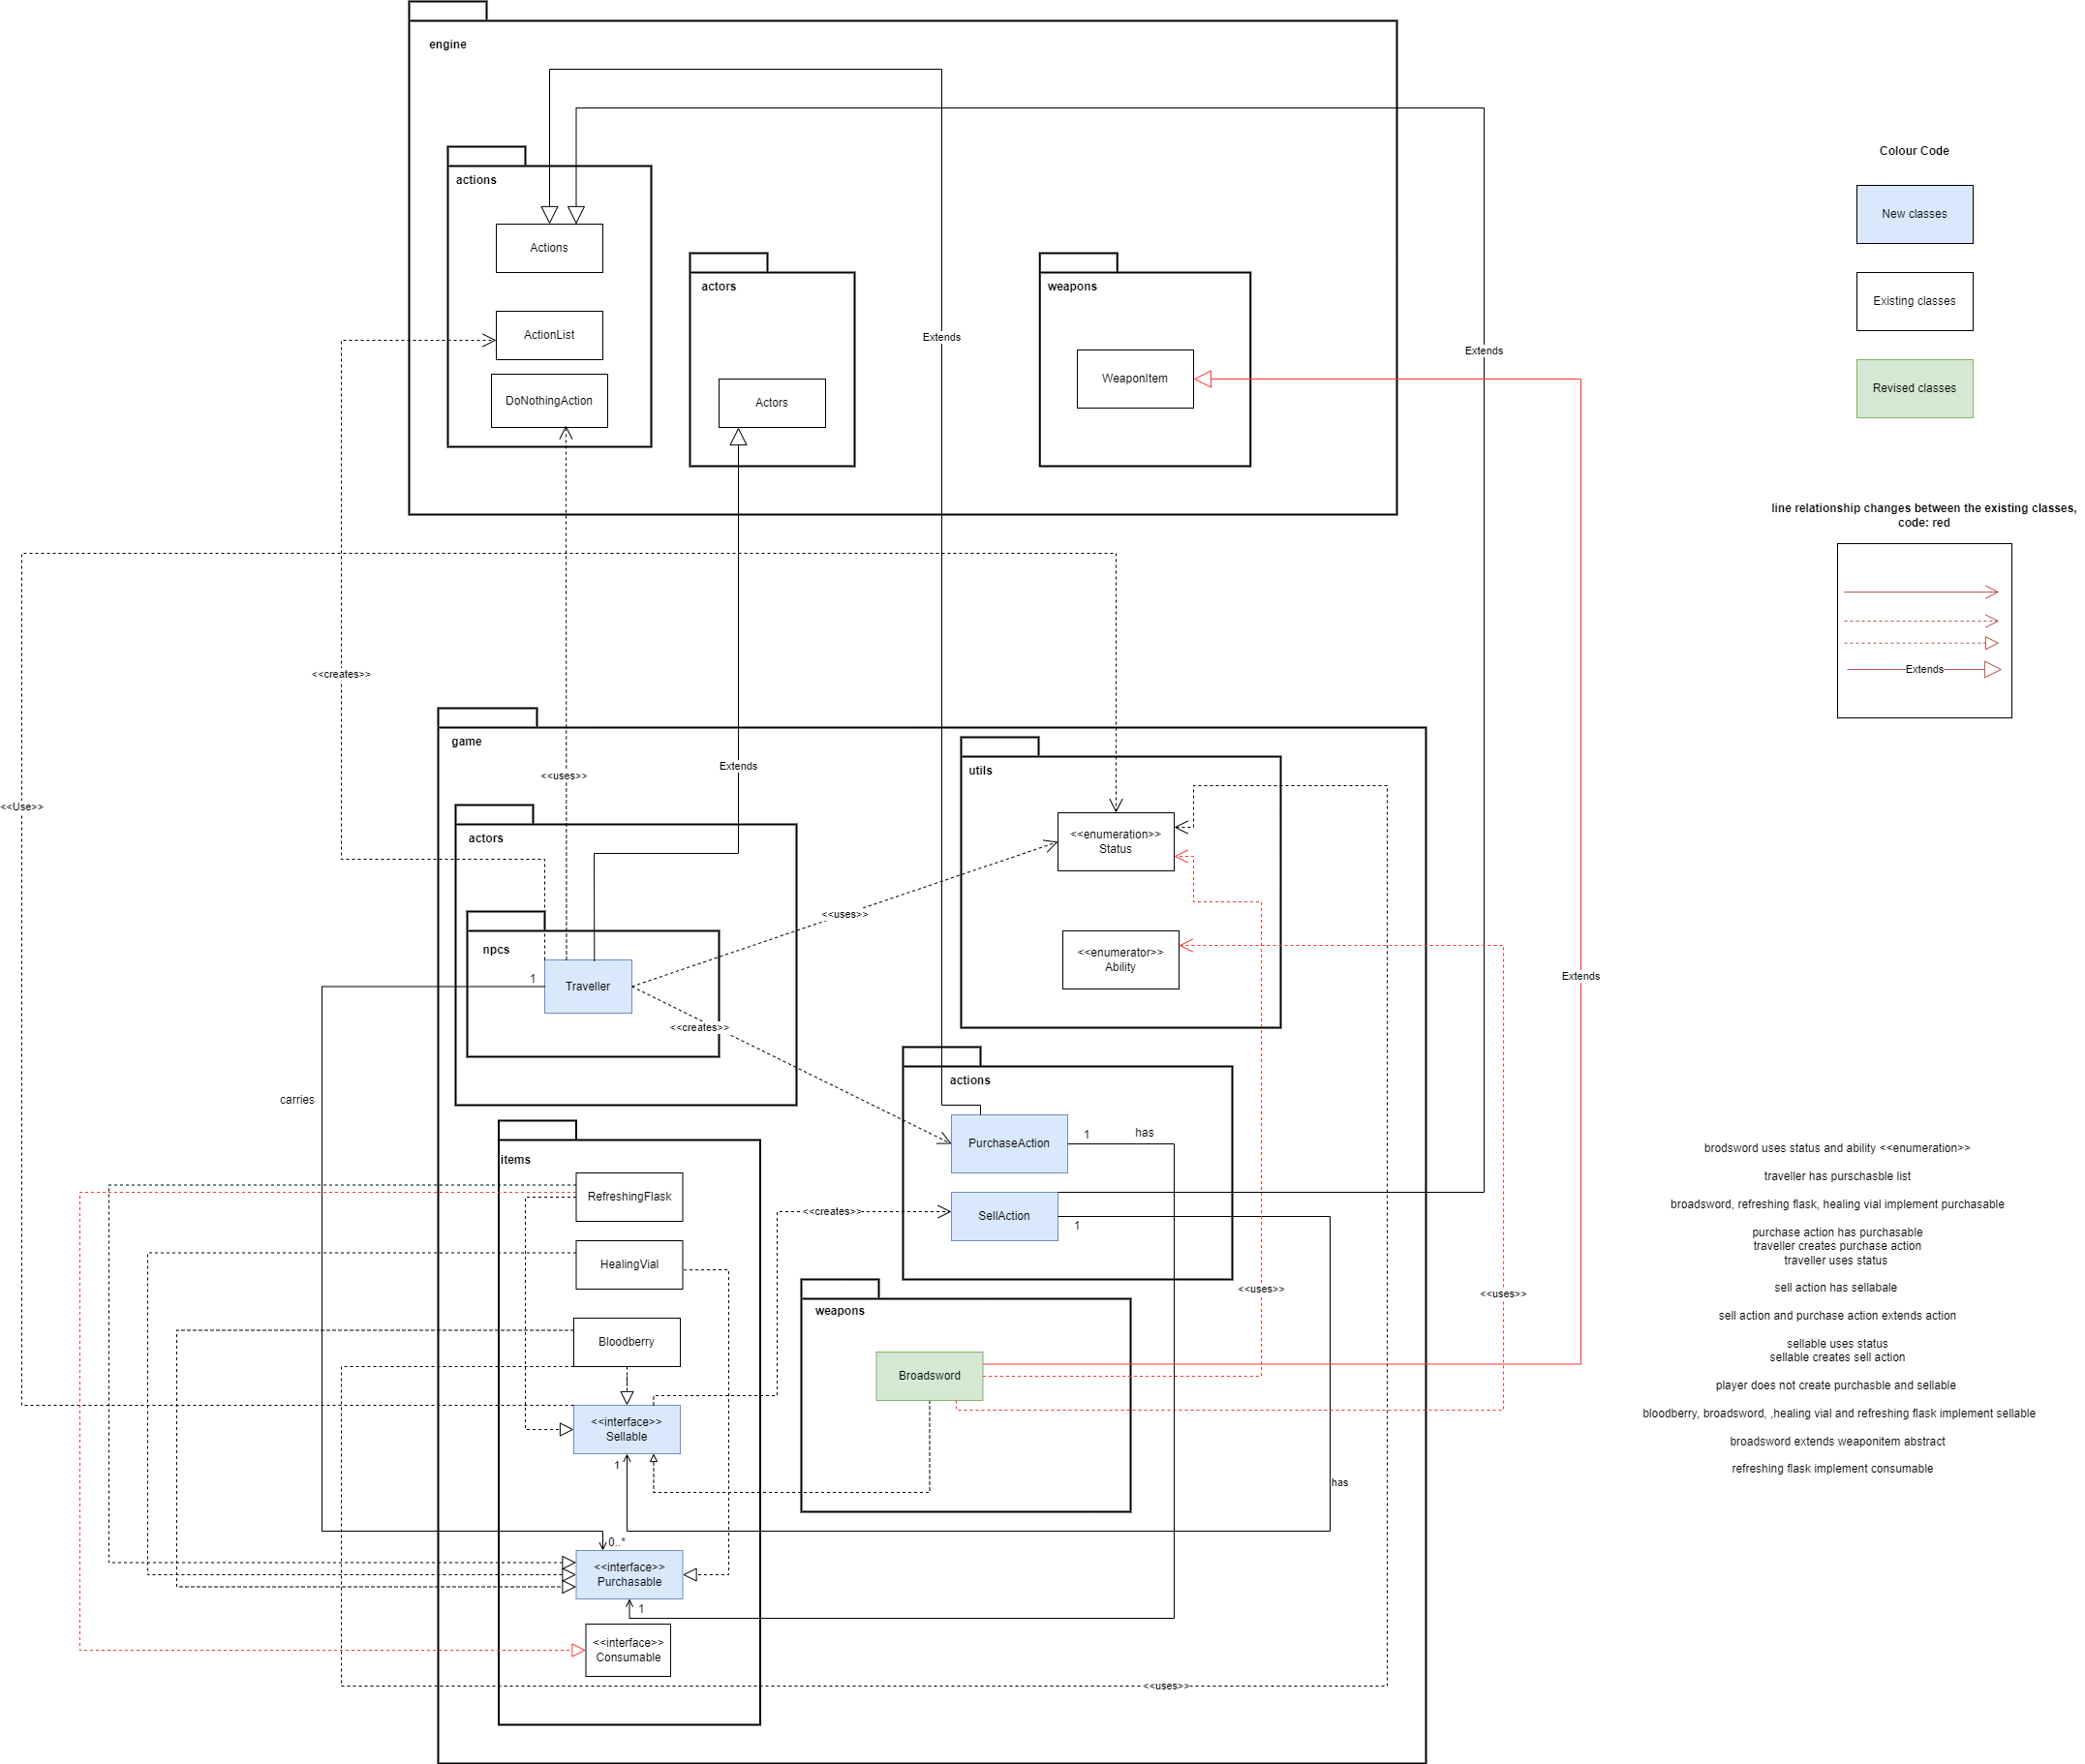 engine
actions
Actions
ActionList
DoNothingAction
actors
Actors
weapons
WeaponItem
Extends
Extends
Colour Code
New classes
Existing classes
Revised classes
line relationship changes between the existing classes,
code: red
Extends
<<creates>>
<<uses>>
Extends
<<Use>>
game
utils
<<enumeration>>
Status
<<enumerator>>
Ability
actors
npcs
1
Traveller
<<uses>>
<<creates>>
Extends
carries
actions
PurchaseAction
1
has
SellAction
1
<<creates>>
items
RefreshingFlask
HealingVial
Bloodberry
<<interface>>
Sellable
1
0..*
<<interface>>
Purchasable
1
<<interface>>
Consumable
weapons
Broadsword
<<uses>>
<<uses>>
has
<<uses>>
brodsword uses status and ability <<enumeration>>
traveller has purschasble list
broadsword, refreshing flask, healing vial implement purchasable
purchase action has purchasable
traveller creates purchase action
traveller uses status
sell action has sellabale
sell action and purchase action extends action
sellable uses status
sellable creates sell action
player does not create purchasble and sellable
bloodberry, broadsword, ,healing vial and refreshing flask implement sellable
broadsword extends weaponitem abstract
refreshing flask implement consumable